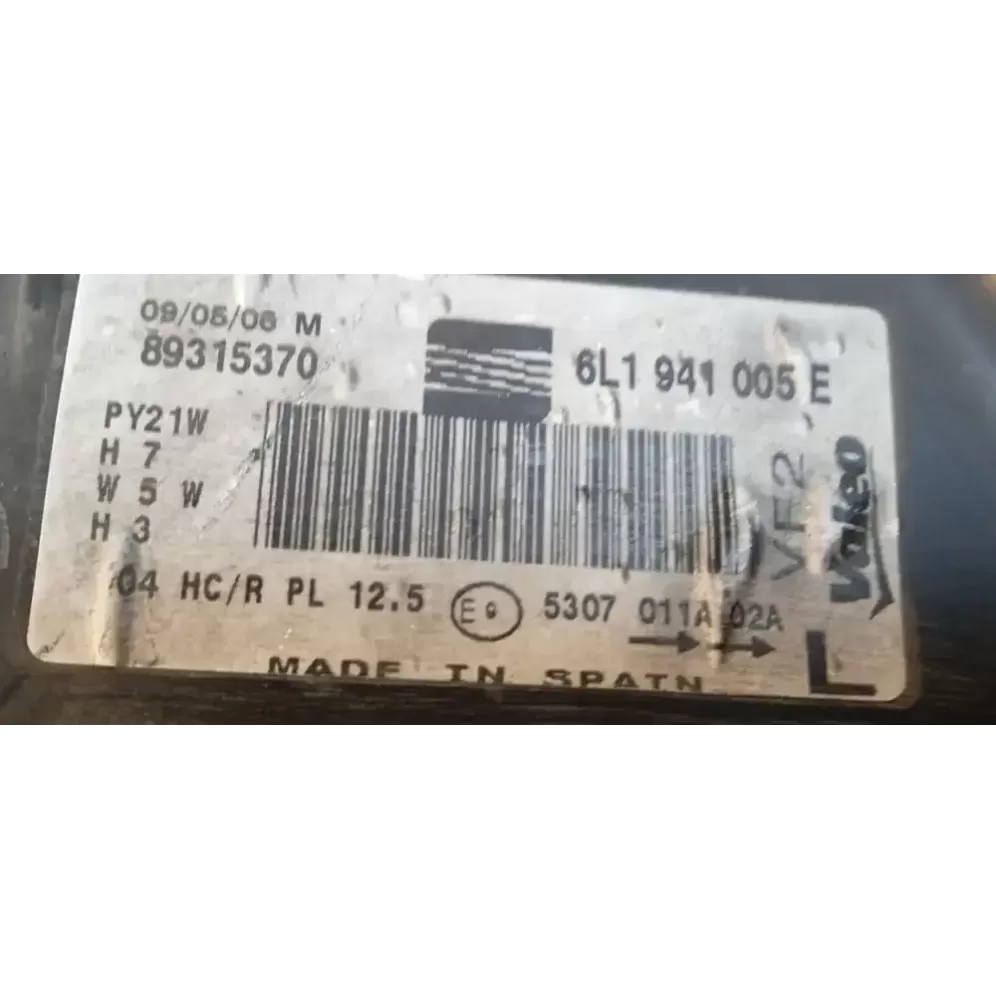 09/05/06 M
89315370
6L1 941 005 E
PY21W
H 7
W 5 W
H 3
VF2
Valeo
04 HC/R PL 12.5 E9 5307 011A 02A
L
MADE IN SPAIN